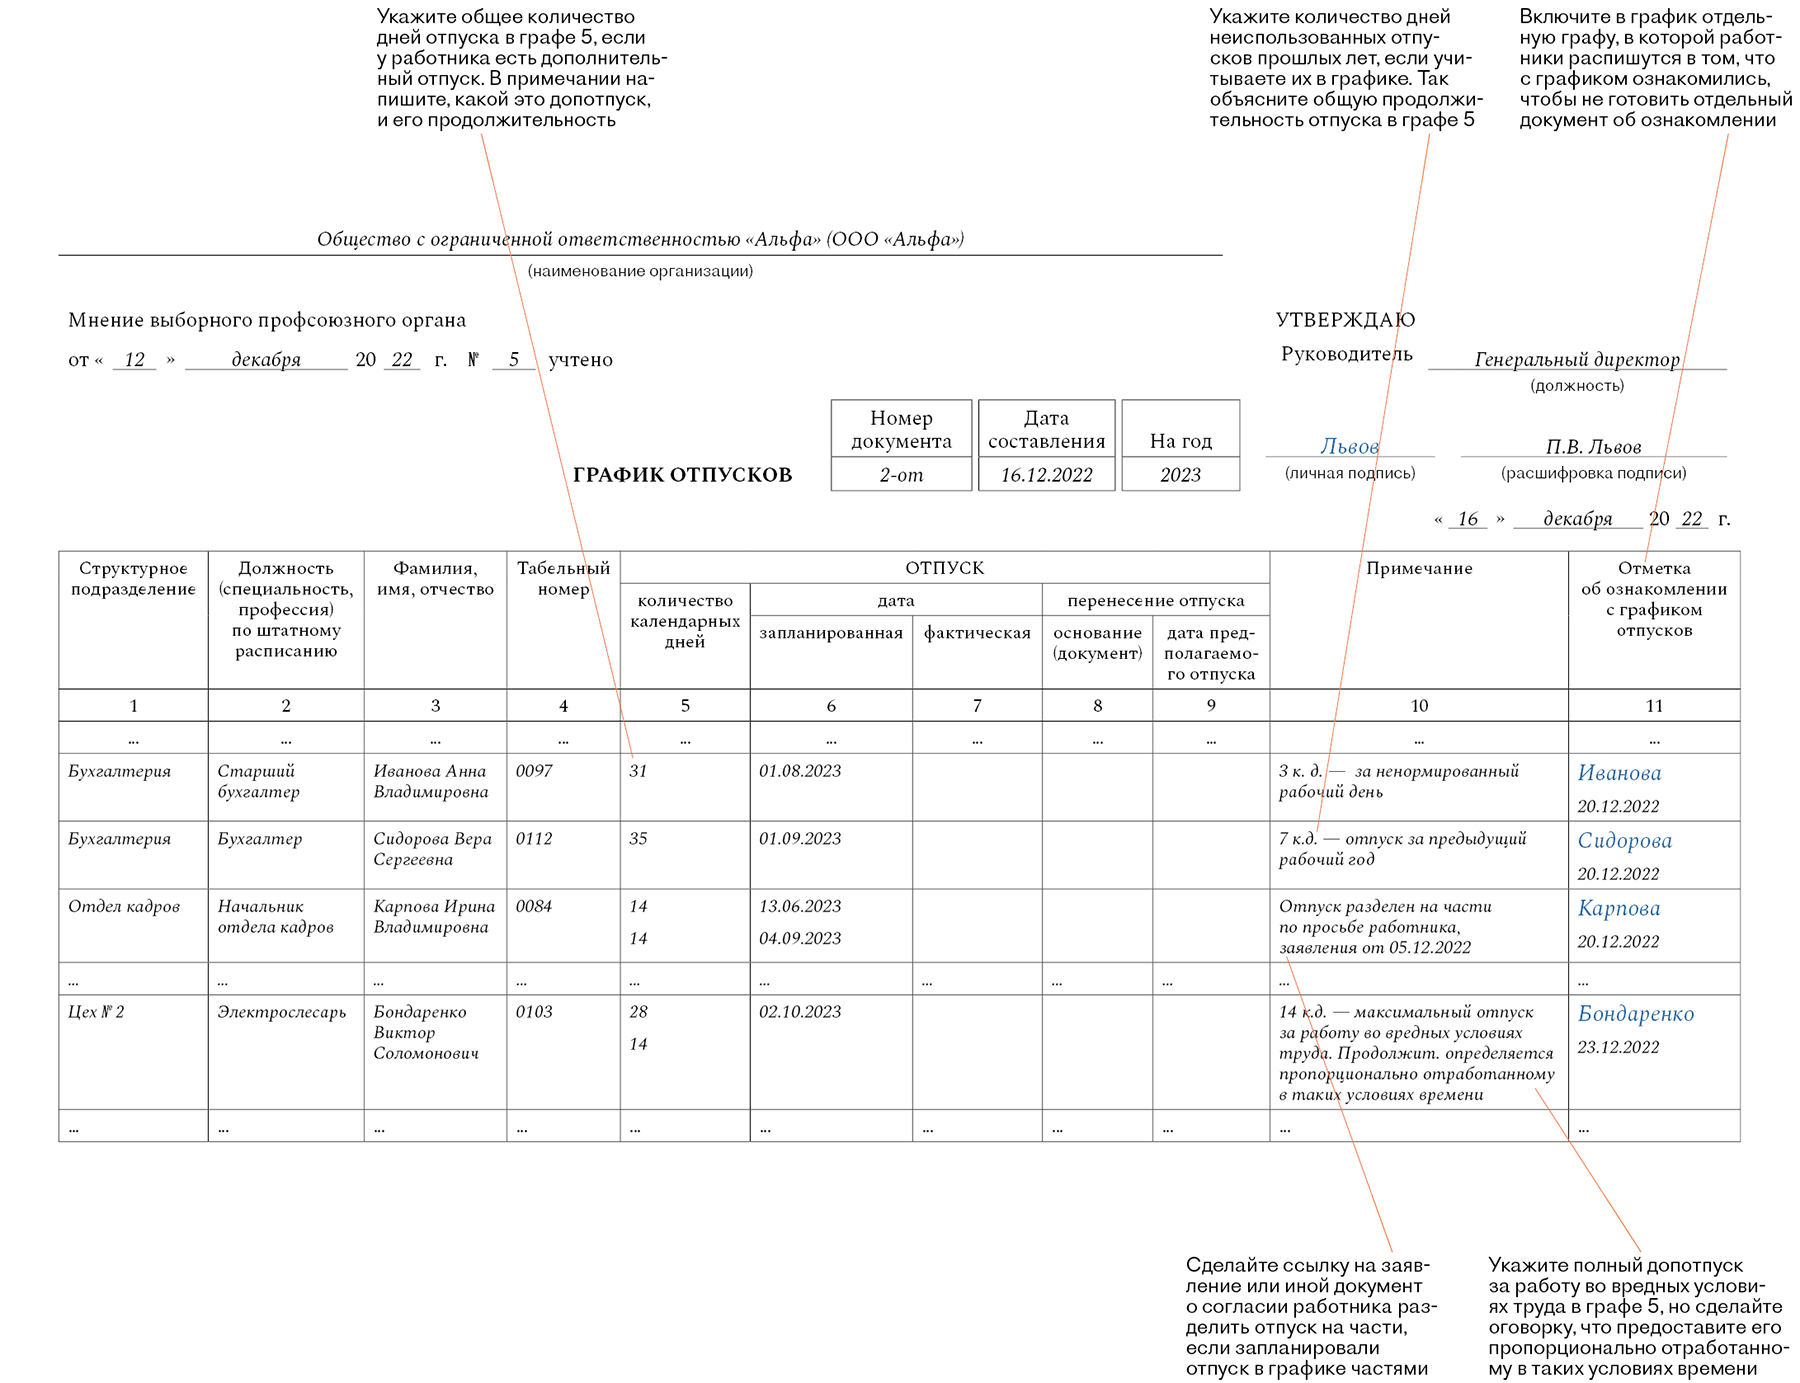 Укажите общее количество
дней отпуска в графе 5, если
у работника есть дополнитель-
ный отпуск. В примечании на-
пишите, какой это допотпуск,
и его продолжительность
Укажите количество дней
неиспользованных отпу-
сков прошлых лет, если учи-
тываете их в графике. Так
объясните общую продолжи-
тельность отпуска в графе 5
Включите в график отдель-
ную графу, в которой работ-
ники распишутся в том, что
с графиком ознакомились,
чтобы не готовить отдельный
документ об ознакомлении
Общество с ограниченной ответственностью «Альфа» (ООО «Альфа»)
(наименование организации)
Мнение выборного профсоюзного органа
от « 12 » декабря 20 22 г. № 5 учтено
УТВЕРЖДАЮ
Руководитель Генеральный директор
(должность)
Львов П.В. Львов
(личная подпись) (расшифровка подписи)
« 16 » декабря 20 22 г.
ГРАФИК ОТПУСКОВ
Номер
документа
Дата
составления
На год
2-от 16.12.2022 2023
Структурное
подразделение
Должность
(специальность,
профессия)
по штатному
расписанию
Фамилия,
имя, отчество
Табельный
номер
ОТПУСК
количество
календарных
дней
дата
запланированная
фактическая
перенесение отпуска
основание
(документ)
дата пред-
полагаемо-
го отпуска
Примечание
Отметка
об ознакомлении
с графиком
отпусков
1 2 3 4 5 6 7 8 9 10 11
... ... ... ... ... ... ... ... ... ... ...
Бухгалтерия
Старший
бухгалтер
Иванова Анна
Владимировна
0097
31
01.08.2023
3 к. д. — за ненормированный
рабочий день
Иванова
20.12.2022
Бухгалтерия
Бухгалтер
Сидорова Вера
Сергеевна
0112
35
01.09.2023
7 к.д. — отпуск за предыдущий
рабочий год
Сидорова
20.12.2022
Отдел кадров
Начальник
отдела кадров
Карпова Ирина
Владимировна
0084
14
14
13.06.2023
04.09.2023
Отпуск разделен на части
по просьбе работника,
заявления от 05.12.2022
Карпова
20.12.2022
... ... ... ... ... ... ... ... ... ... ...
Цех № 2
Электрослесарь
Бондаренко
Виктор
Соломонович
0103
28
14
02.10.2023
14 к.д. — максимальный отпуск
за работу во вредных условиях
труда. Продолжит. определяется
пропорционально отработанному
в таких условиях времени
Бондаренко
23.12.2022
... ... ... ... ... ... ... ... ... ... ...
Сделайте ссылку на заяв-
ление или иной документ
о согласии работника раз-
делить отпуск на части,
если запланировали
отпуск в графике частями
Укажите полный допотпуск
за работу во вредных услови-
ях труда в графе 5, но сделайте
оговорку, что предоставите его
пропорционально отработанно-
му в таких условиях времени